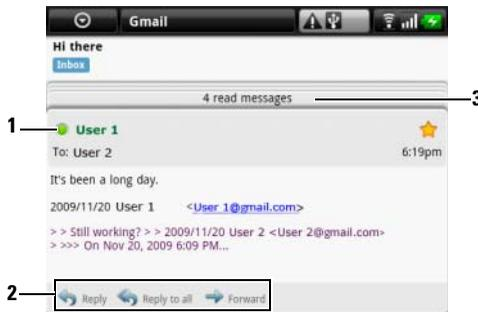 Gmail
Hi there
Inbox
4 read messages
3
1
User 1
To: User 2
6:19pm
It's been a long day.
2009/11/20 User 1 <User 1@gmail.com>
> > Still working? > > 2009/11/20 User 2 <User 2@gmail.com>
> >>> On Nov 20, 2009 6:09 PM...
2
Reply Reply to all Forward